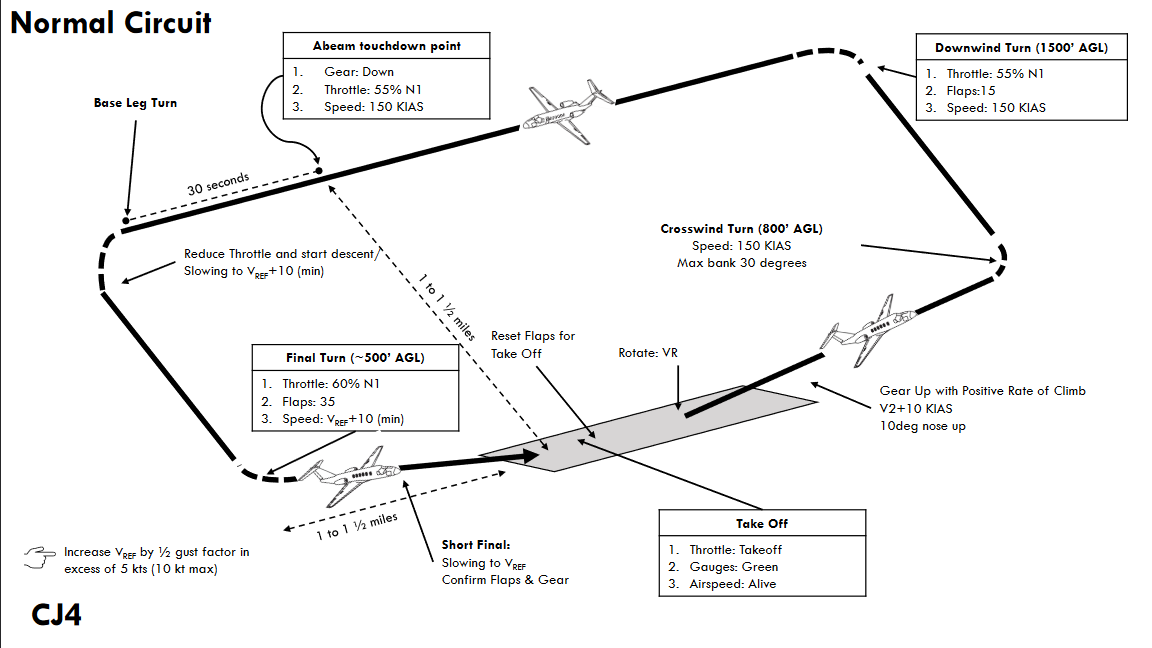 Normal Circuit
Abeam touchdown point
1. Gear: Down
2. Throttle: 55% N1
3. Speed: 150 KIAS
Downwind Turn (1500’ AGL)
1. Throttle: 55% N1
2. Flaps:15
3. Speed: 150 KIAS
Base Leg Turn
30 seconds
Crosswind Turn (800’ AGL)
Speed: 150 KIAS
Max bank 30 degrees
Reduce Throttle and start descent/
Slowing to VREF+10 (min)
1 to 1 ½ miles
Reset Flaps for
Take Off
Rotate: VR
Final Turn (~500’ AGL)
1. Throttle: 60% N1
2. Flaps: 35
3. Speed: VREF+10 (min)
Gear Up with Positive Rate of Climb
V2+10 KIAS
10deg nose up
1 to 1 ½ miles
Take Off
1. Throttle: Takeoff
2. Gauges: Green
3. Airspeed: Alive
Short Final:
Slowing to VREF
Confirm Flaps & Gear
Increase VREF by ½ gust factor in
excess of 5 kts (10 kt max)
CJ4